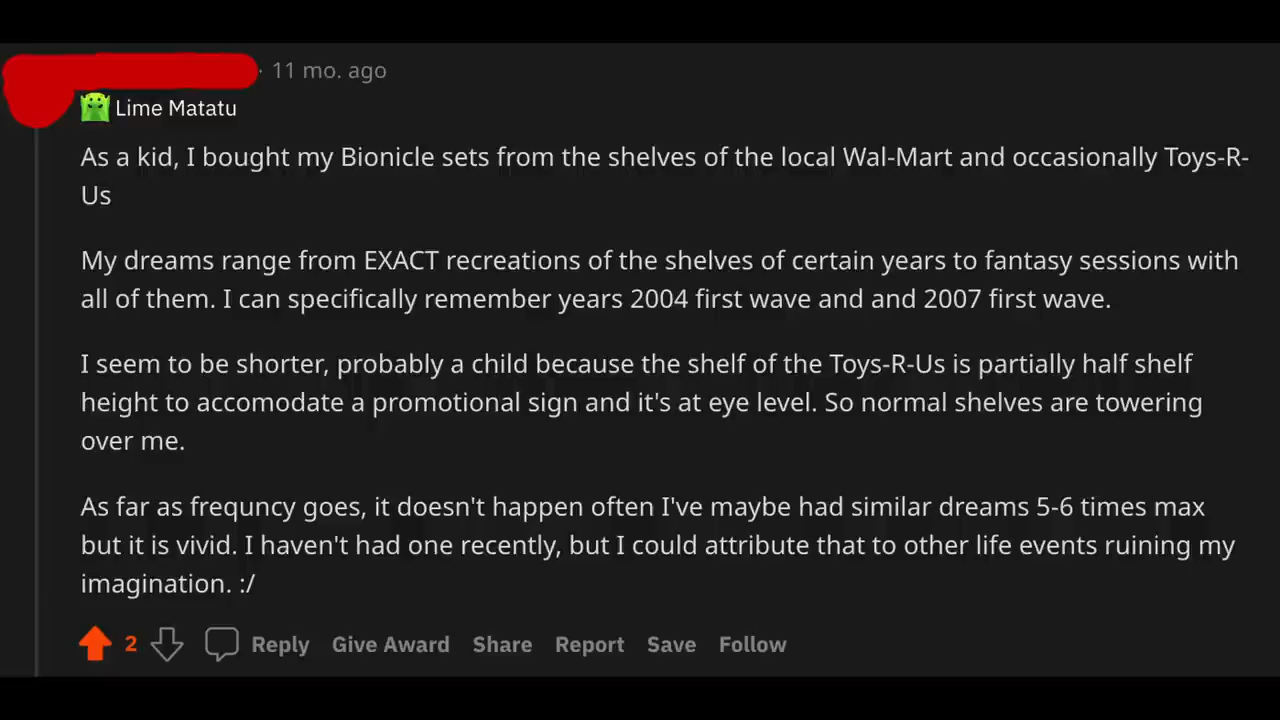 · 11 mo. ago
Lime Matatu
As a kid, I bought my Bionicle sets from the shelves of the local Wal-Mart and occasionally Toys-R-
Us
My dreams range from EXACT recreations of the shelves of certain years to fantasy sessions with
all of them. I can specifically remember years 2004 first wave and and 2007 first wave.
I seem to be shorter, probably a child because the shelf of the Toys-R-Us is partially half shelf
height to accomodate a promotional sign and it's at eye level. So normal shelves are towering
over me.
As far as frequncy goes, it doesn't happen often I've maybe had similar dreams 5-6 times max
but it is vivid. I haven't had one recently, but I could attribute that to other life events ruining my
imagination. :/
2 Reply Give Award Share Report Save Follow